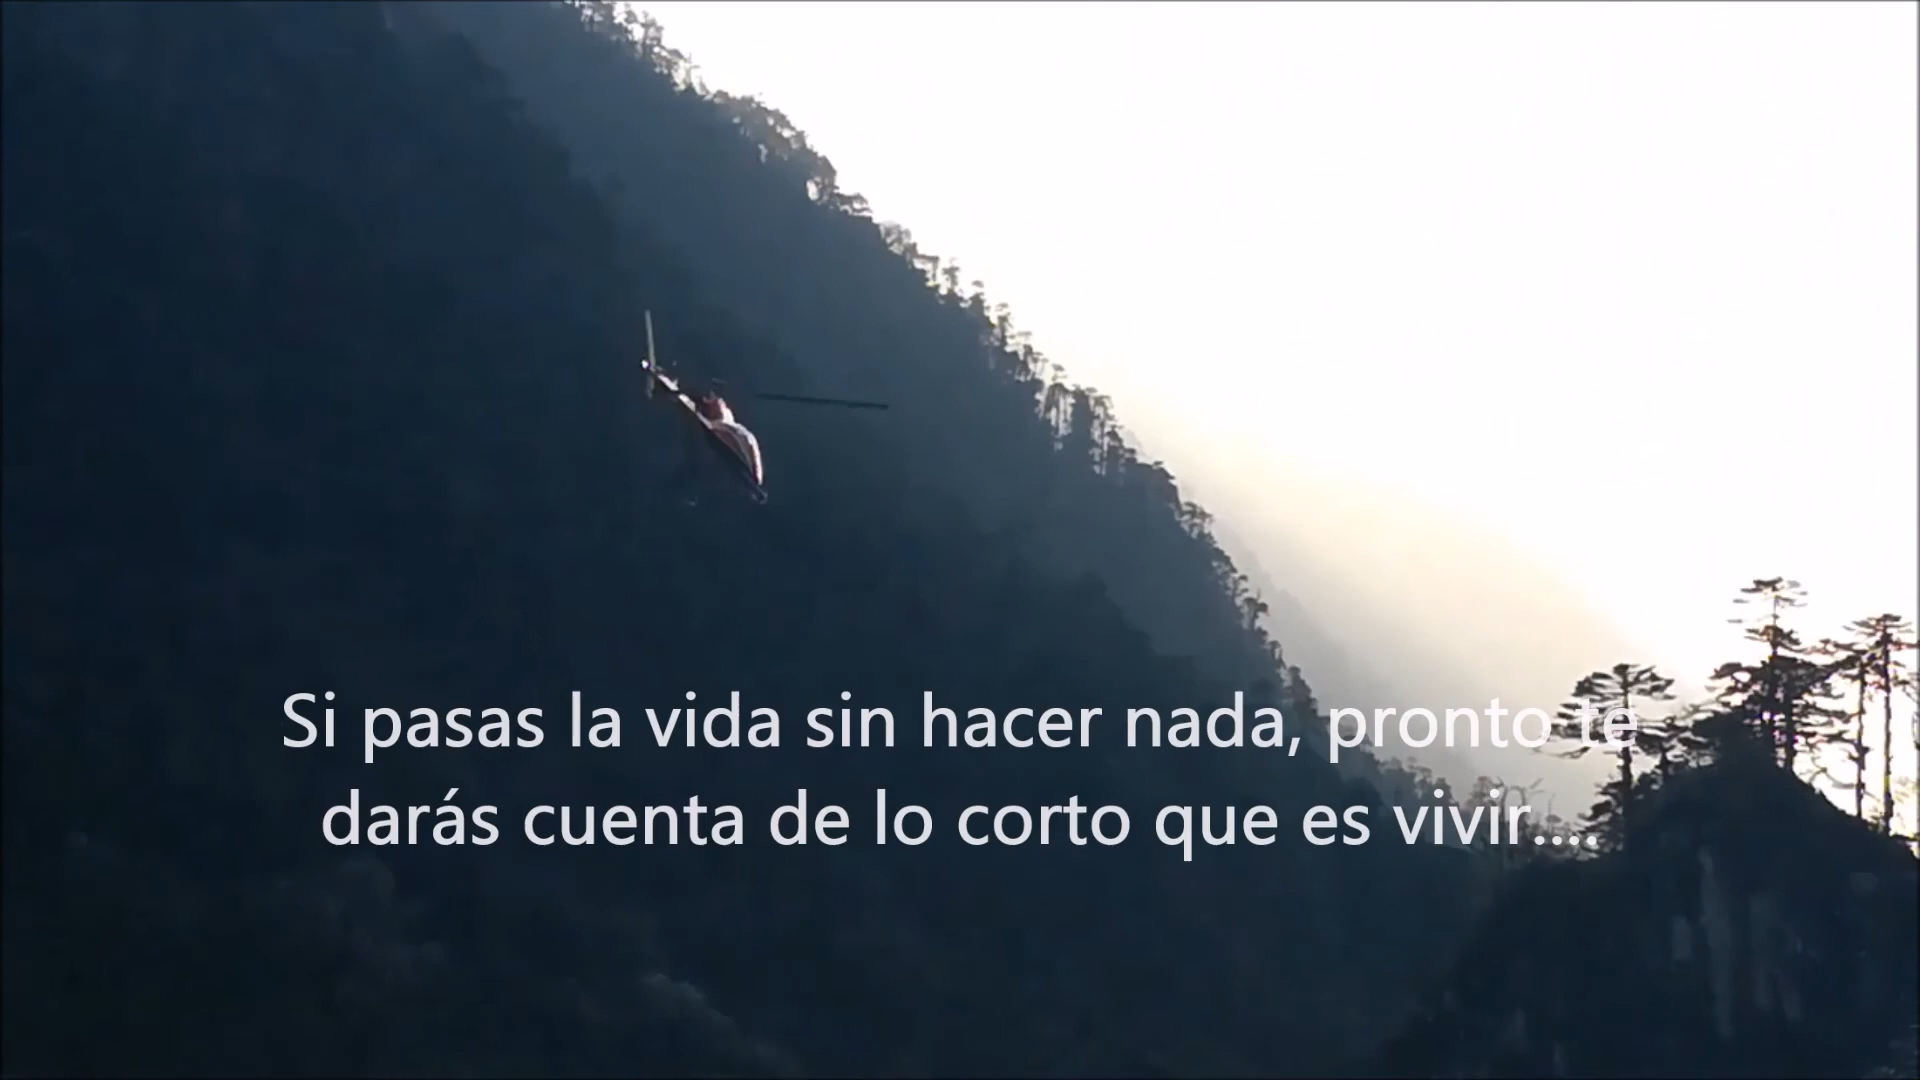 Si pasas la vida sin hacer nada, pronto te
darás cuenta de lo corto que es vivir....